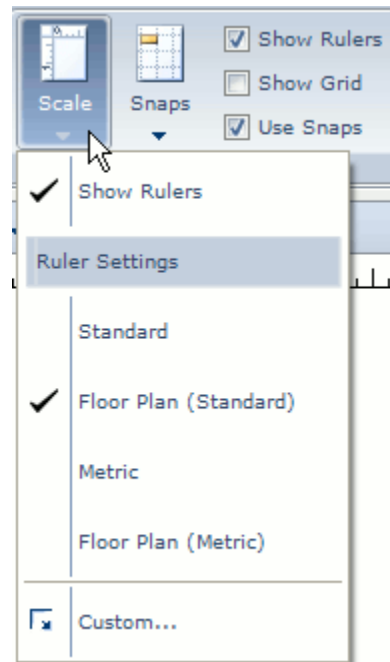 Scale
Snaps
Show Rulers
Show Grid
Use Snaps
Show Rulers
Ruler Settings
Standard
Floor Plan (Standard)
Metric
Floor Plan (Metric)
Custom...